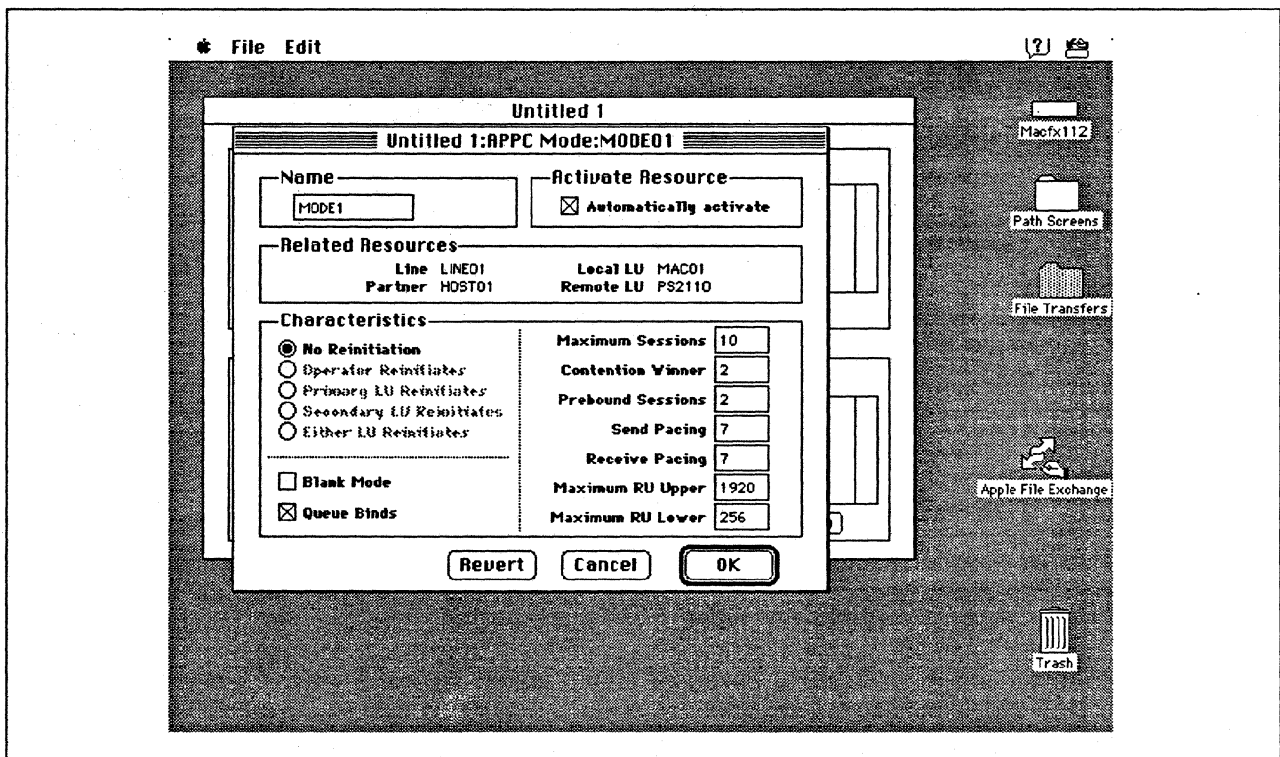 File Edit
Untitled 1
Untitled 1:APPC Mode:MODE01
Name
MODE1
Activate Resource
Automatically activate
Related Resources
Line LINE01
Partner HOST01
Local LU MAC01
Remote LU PS2110
Characteristics
No Reinitiation
Operator Reinitiates
Primary LU Reinitiates
Secondary LU Reinitiates
Either LU Reinitiates
Blank Mode
Queue Binds
Maximum Sessions 10
Contention Winner 2
Prebound Sessions 2
Send Pacing 7
Receive Pacing 7
Maximum RU Upper 1920
Maximum RU Lower 256
Revert Cancel OK
Macfx112
Path Screens
File Transfers
Apple File Exchange
Trash